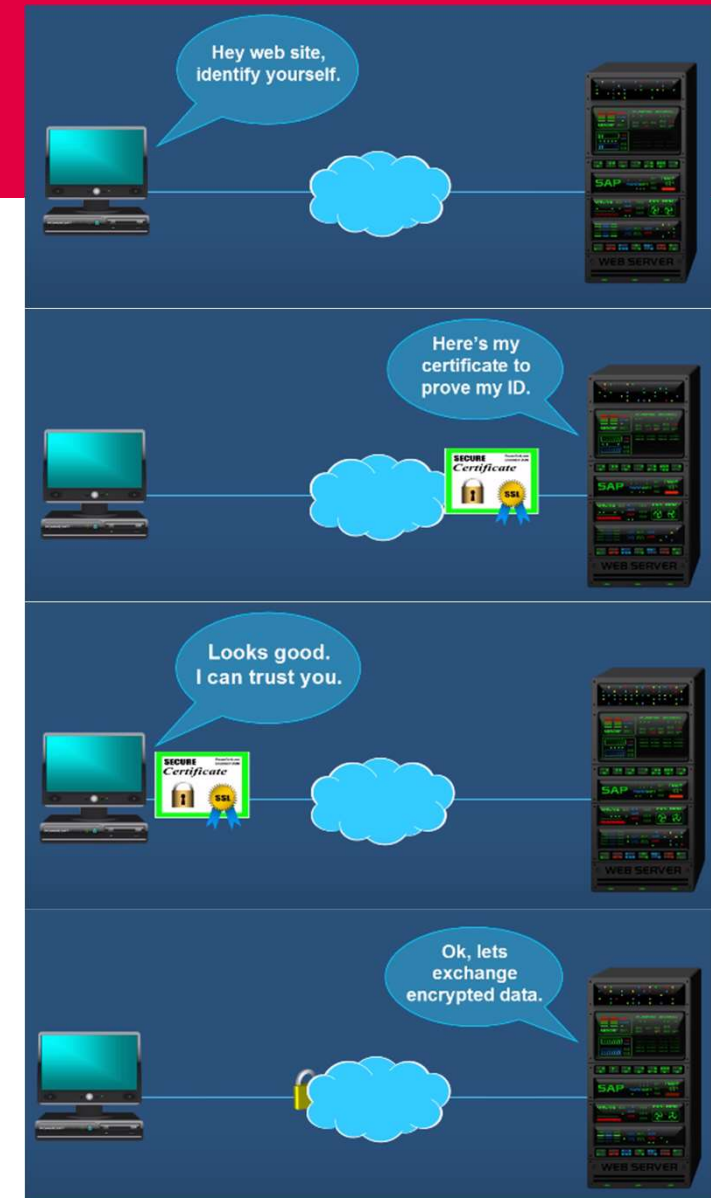 Hey web site,
identify yourself.
SAP
WEB SERVER
Here's my
certificate to
prove my ID.
SECURE
Certificate
SSL
SAP
WEB SERVER
Looks good.
I can trust you.
SECURE
Certificate
SSL
SAP
WEB SERVER
Ok, lets
exchange
encrypted data.
SAP
WEB SERVER